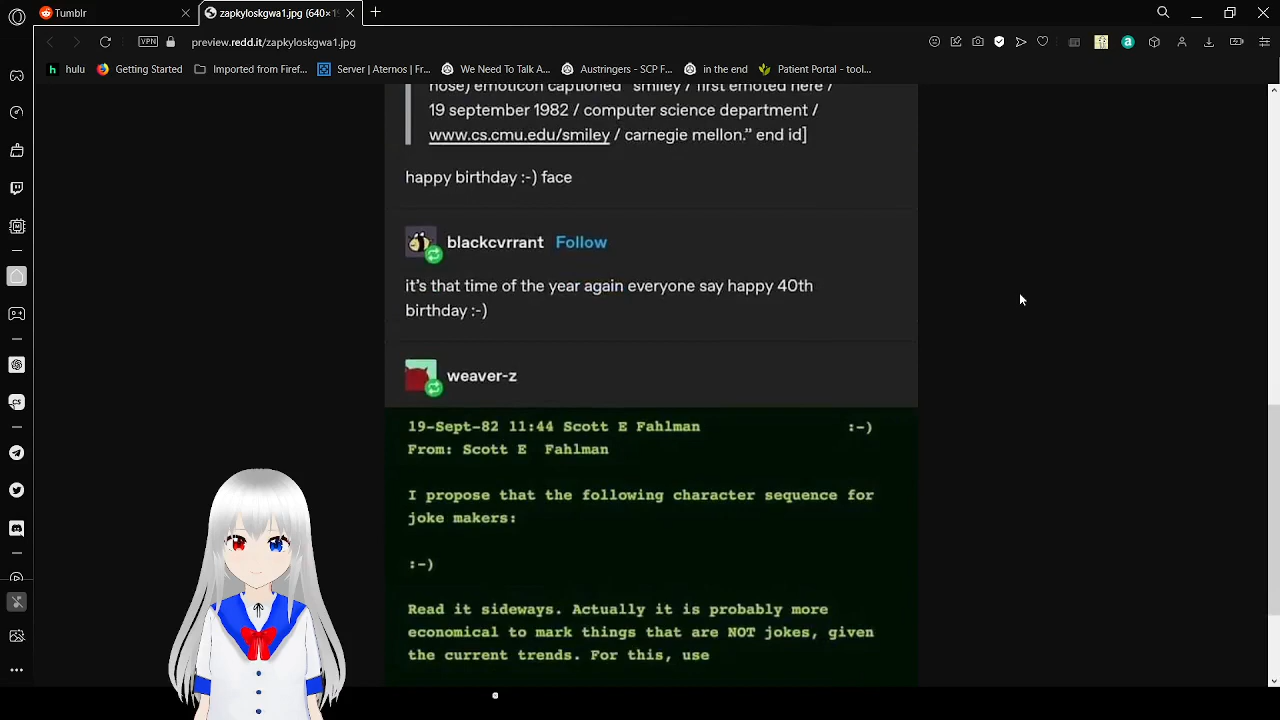 Tumblr
zapkyloskgwa1.jpg (640×1
VPN
preview.redd.it/zapkyloskgwa1.jpg
h hulu
Getting Started
Imported from Firef...
Server | Aternos | Fr...
We Need To Talk A...
Austringers - SCP F...
in the end
Patient Portal - tool...
nose) emoticon captioned "smiley / first emoted here /
19 september 1982 / computer science department /
www.cs.cmu.edu/smiley / carnegie mellon.” end id]
happy birthday :-) face
blackcvrrant Follow
it’s that time of the year again everyone say happy 40th
birthday :-)
weaver-z
19-Sept-82 11:44 Scott E Fahlman :-)
From: Scott E Fahlman
I propose that the following character sequence for
joke makers:
:-)
Read it sideways. Actually it is probably more
economical to mark things that are NOT jokes, given
the current trends. For this, use